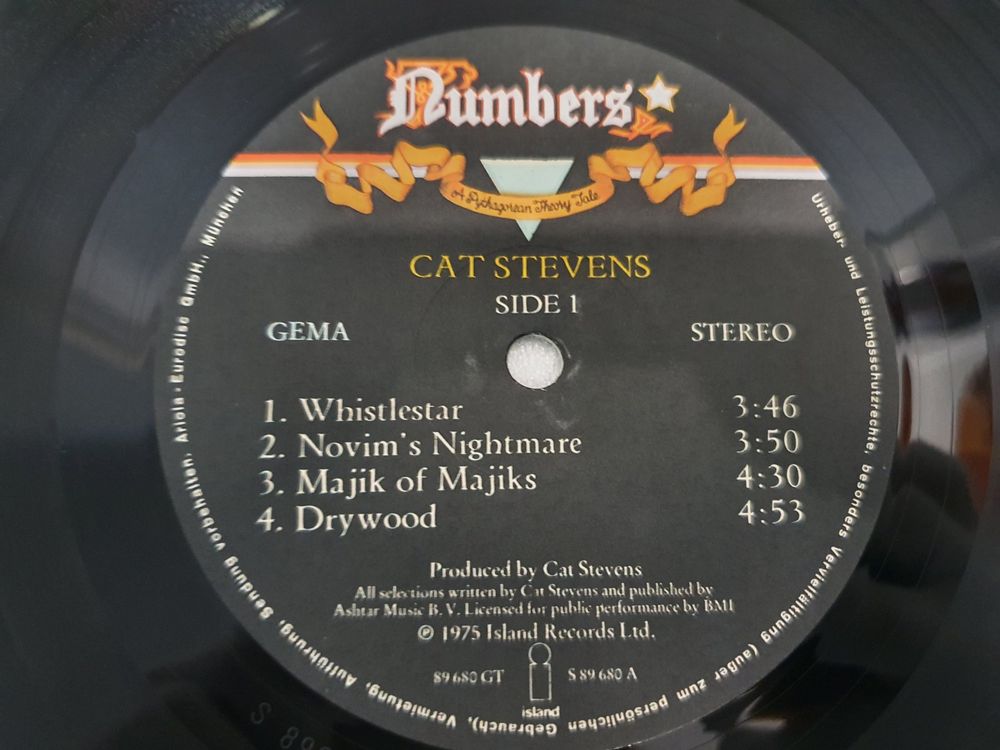 Numbers
A Pythagorean Theory Tale
CAT STEVENS
SIDE 1
GEMA STEREO
1. Whistlestar 3:46
2. Novim's Nightmare 3:50
3. Majik of Majiks 4:30
4. Drywood 4:53
Produced by Cat Stevens
All selections written by Cat Stevens and published by
Ashtar Music B. V. Licensed for public performance by BMI
℗ 1975 Island Records Ltd.
89 680 GT S 89 680 A
island
Urheber- und Leistungsschutzrechte, besonders Vervielfältigung (außer zum persönlichen Gebrauch), Vermietung, Aufführung, Sendung vorbehalten. Ariola-Eurodisc GmbH., München